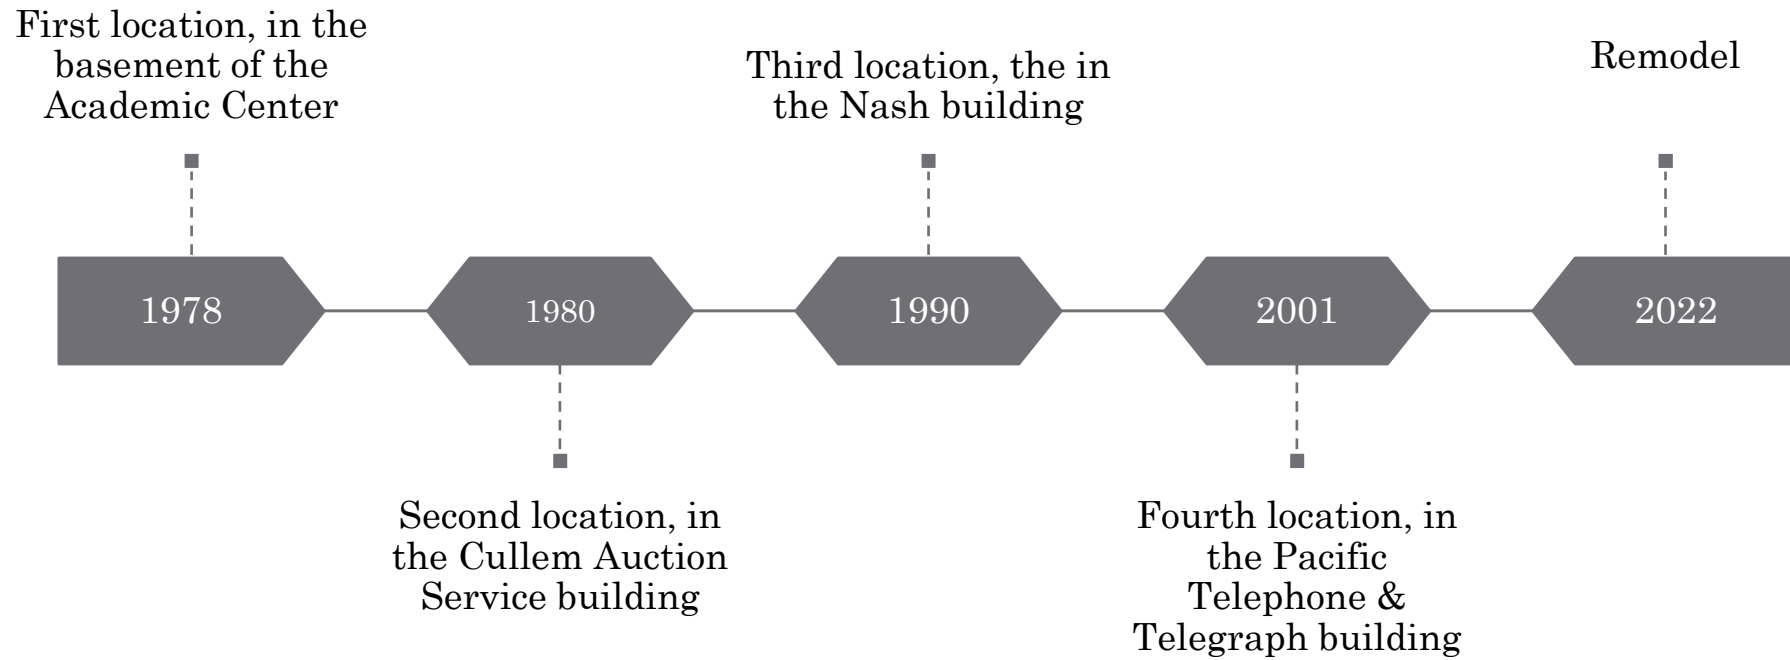 First location, in the
basement of the
Academic Center
Third location, the in
the Nash building
Remodel
1978
1980
1990
2001
2022
Second location, in
the Cullem Auction
Service building
Fourth location, in
the Pacific
Telephone &
Telegraph building